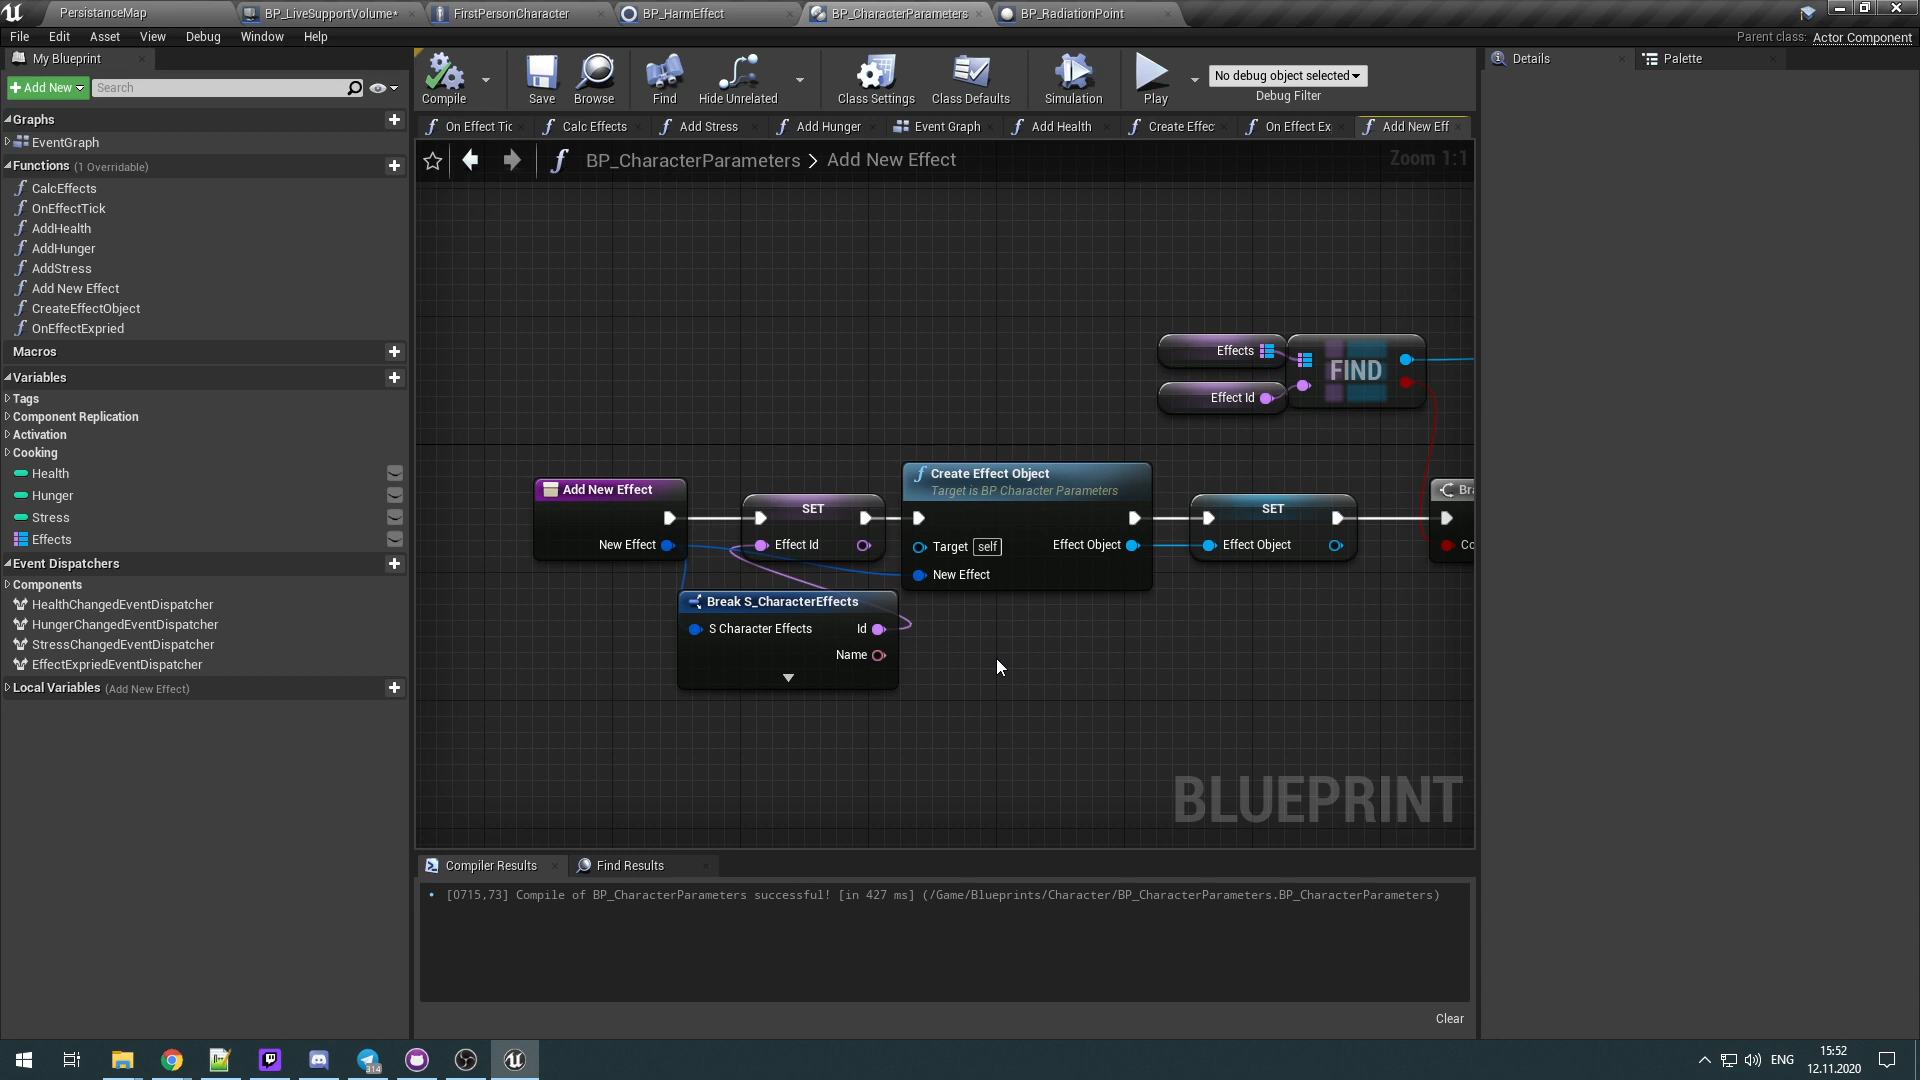 PersistanceMap
BP_LiveSupportVolume*
FirstPersonCharacter
BP_HarmEffect
BP_CharacterParameters
BP_RadiationPoint
File Edit Asset View Debug Window Help
Parent class: Actor Component
My Blueprint
Details
Palette
Add New
Search
Compile
Save
Browse
Find
Hide Unrelated
Class Settings
Class Defaults
Simulation
Play
No debug object selected
Debug Filter
On Effect Tic
Calc Effects
Add Stress
Add Hunger
Event Graph
Add Health
Create Effec
On Effect Ex
Add New Eff
BP_CharacterParameters > Add New Effect
Zoom 1:1
Graphs
EventGraph
Functions (1 Overridable)
CalcEffects
OnEffectTick
AddHealth
AddHunger
AddStress
Add New Effect
CreateEffectObject
OnEffectExpried
Macros
Variables
Tags
Component Replication
Activation
Cooking
Health
Hunger
Stress
Effects
Event Dispatchers
Components
HealthChangedEventDispatcher
HungerChangedEventDispatcher
StressChangedEventDispatcher
EffectExpriedEventDispatcher
Local Variables (Add New Effect)
Effects
Effect Id
FIND
Add New Effect
New Effect
SET
Effect Id
Create Effect Object
Target is BP Character Parameters
Target self
Effect Object
New Effect
SET
Effect Object
Bra
Co
Break S_CharacterEffects
S Character Effects
Id
Name
BLUEPRINT
Compiler Results
Find Results
[0715,73] Compile of BP_CharacterParameters successful! [in 427 ms] (/Game/Blueprints/Character/BP_CharacterParameters.BP_CharacterParameters)
Clear
314
ENG
15:52
12.11.2020